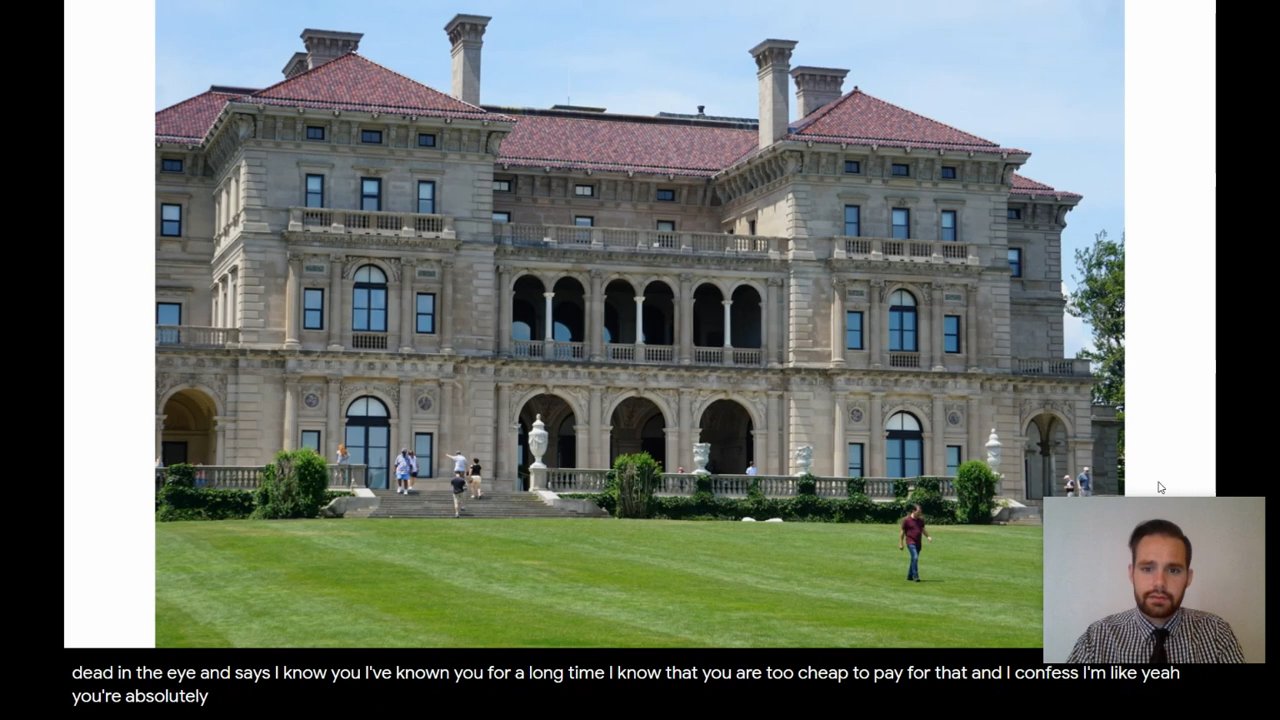 dead in the eye and says I know you I've known you for a long time I know that you are too cheap to pay for that and I confess I'm like yeah
you're absolutely